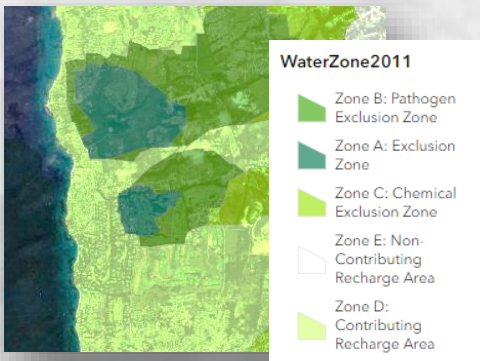 WaterZone2011
Zone B: Pathogen
Exclusion Zone
Zone A: Exclusion
Zone
Zone C: Chemical
Exclusion Zone
Zone E: Non-
Contributing
Recharge Area
Zone D:
Contributing
Recharge Area